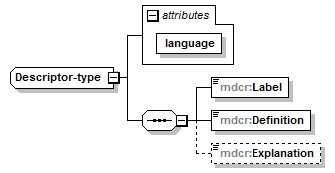 attributes
language
Descriptor-type
mdcr:Label
mdcr:Definition
mdcr:Explanation